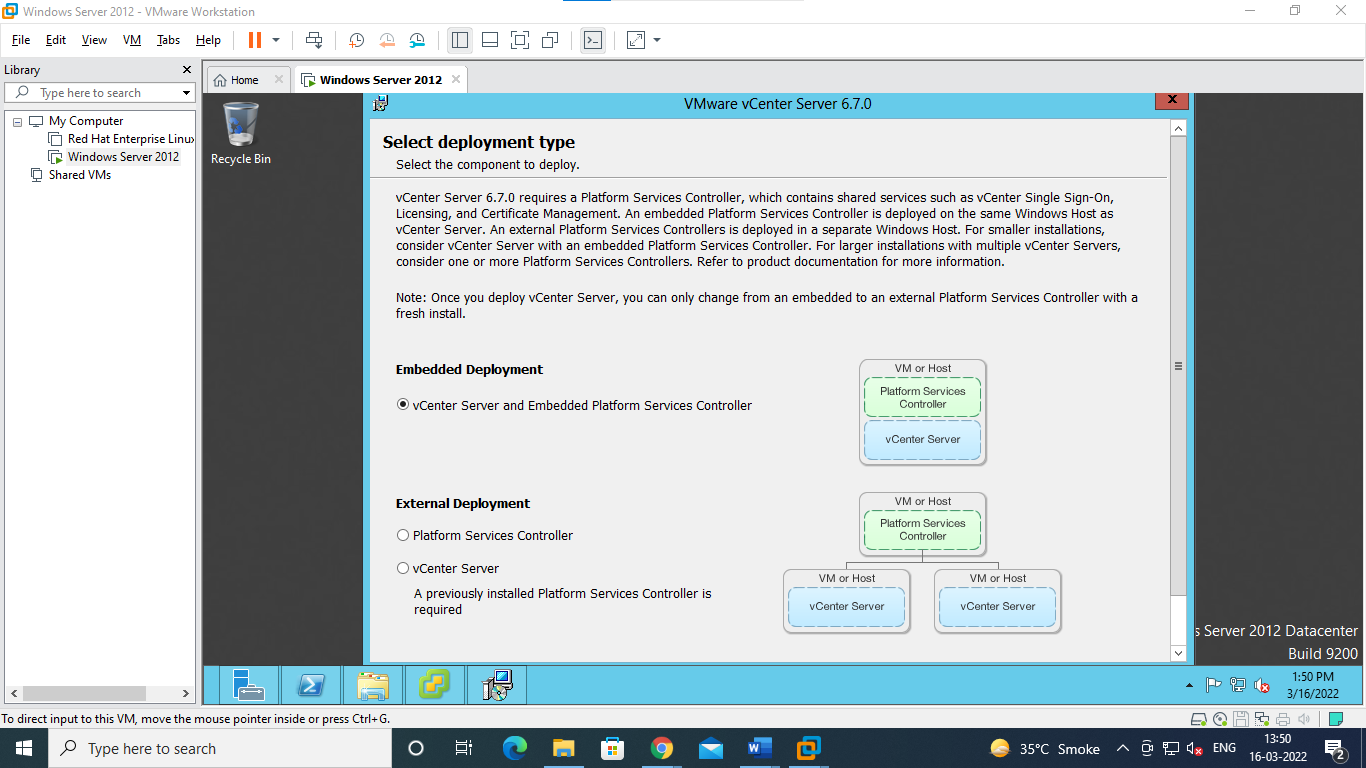 Windows Server 2012 - VMware Workstation
File Edit View VM Tabs Help
Library
Type here to search
My Computer
Red Hat Enterprise Linux
Windows Server 2012
Shared VMs
Home
Windows Server 2012
Recycle Bin
VMware vCenter Server 6.7.0
Select deployment type
Select the component to deploy.
vCenter Server 6.7.0 requires a Platform Services Controller, which contains shared services such as vCenter Single Sign-On,
Licensing, and Certificate Management. An embedded Platform Services Controller is deployed on the same Windows Host as
vCenter Server. An external Platform Services Controllers is deployed in a separate Windows Host. For smaller installations,
consider vCenter Server with an embedded Platform Services Controller. For larger installations with multiple vCenter Servers,
consider one or more Platform Services Controllers. Refer to product documentation for more information.
Note: Once you deploy vCenter Server, you can only change from an embedded to an external Platform Services Controller with a
fresh install.
Embedded Deployment
vCenter Server and Embedded Platform Services Controller
VM or Host
Platform Services
Controller
vCenter Server
External Deployment
Platform Services Controller
vCenter Server
A previously installed Platform Services Controller is
required
VM or Host
Platform Services
Controller
VM or Host
vCenter Server
VM or Host
vCenter Server
s Server 2012 Datacenter
Build 9200
1:50 PM
3/16/2022
To direct input to this VM, move the mouse pointer inside or press Ctrl+G.
Type here to search
35°C Smoke
ENG
13:50
16-03-2022
2